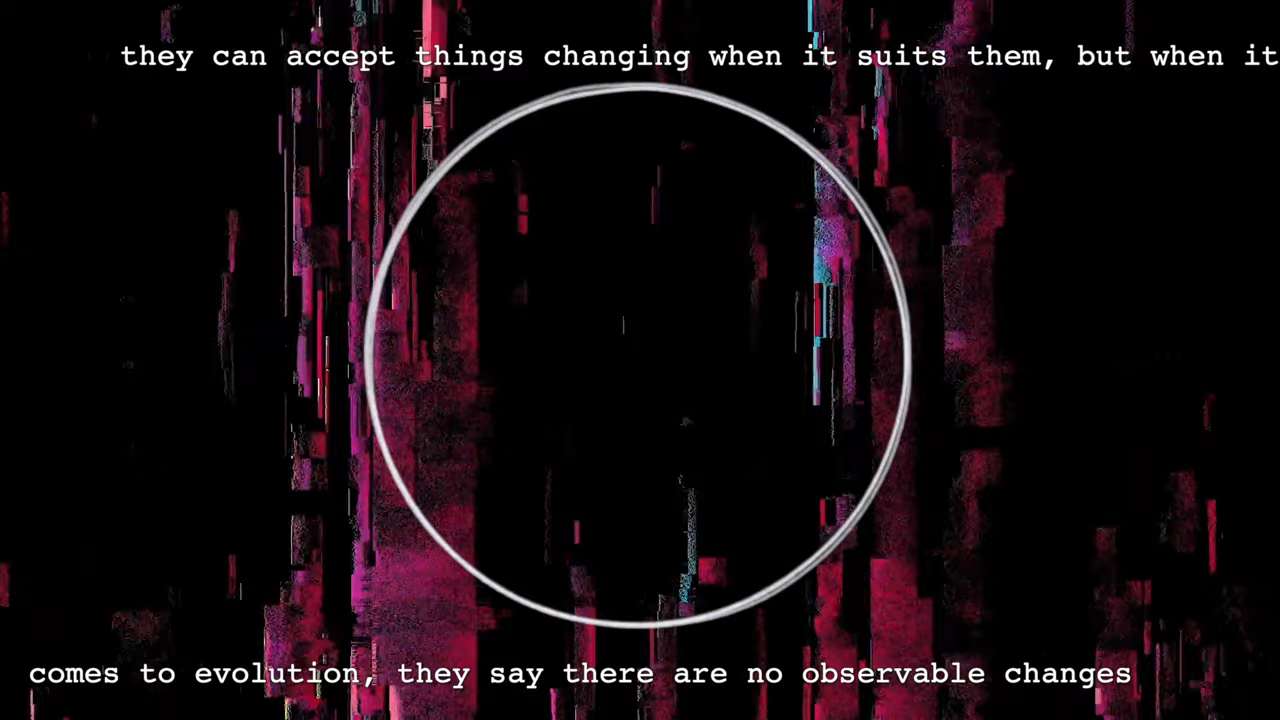 they can accept things changing when it suits them, but when it
comes to evolution, they say there are no observable changes